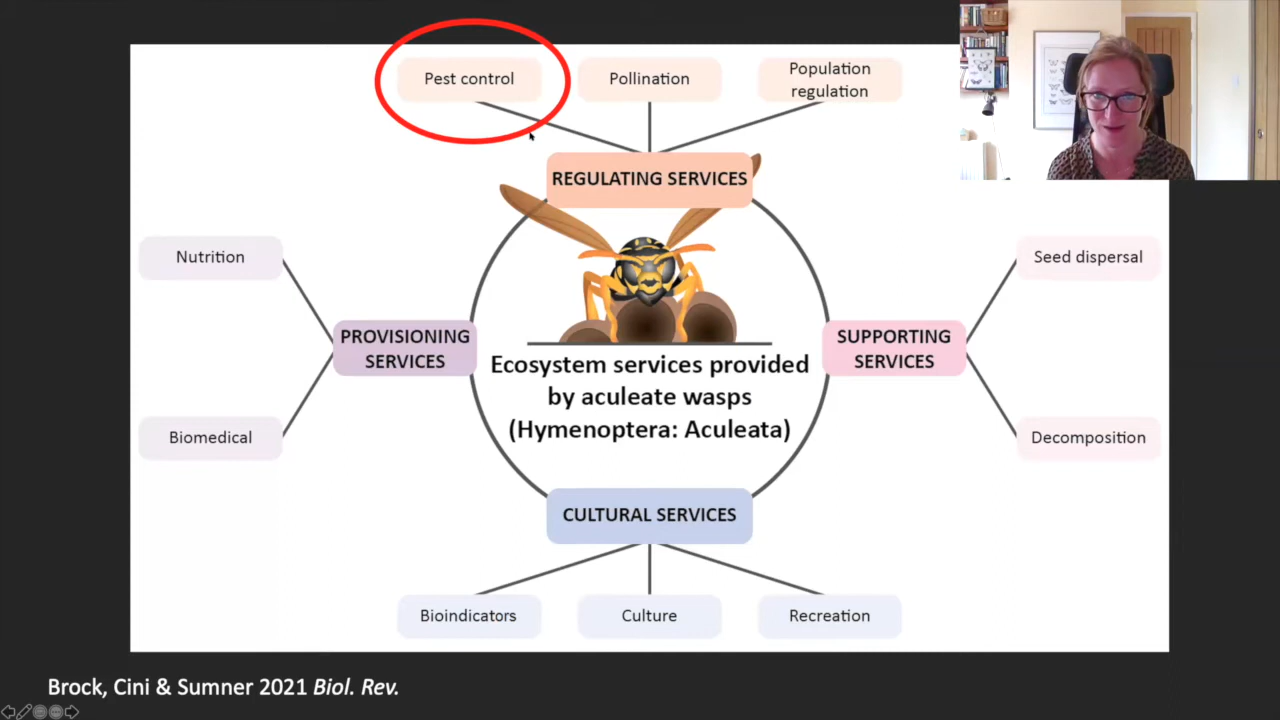 Pest control
Pollination
Population
regulation
REGULATING SERVICES
Nutrition
Seed dispersal
PROVISIONING
SERVICES
SUPPORTING
SERVICES
Ecosystem services provided
by aculeate wasps
(Hymenoptera: Aculeata)
Biomedical
Decomposition
CULTURAL SERVICES
Bioindicators
Culture
Recreation
Brock, Cini & Sumner 2021 Biol. Rev.